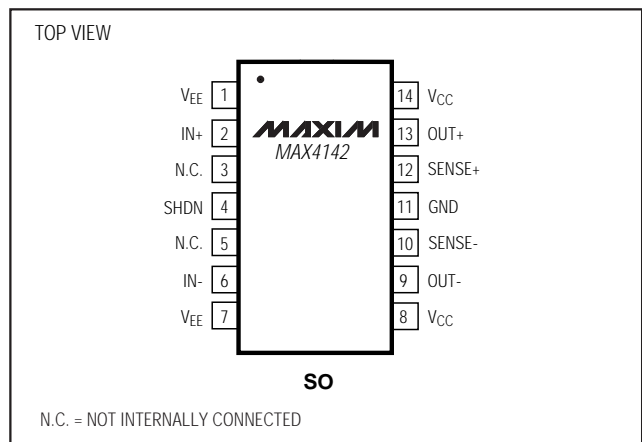 TOP VIEW
VEE 1
IN+ 2
N.C. 3
SHDN 4
N.C. 5
IN- 6
VEE 7
MAXIM
MAX4142
14 VCC
13 OUT+
12 SENSE+
11 GND
10 SENSE-
9 OUT-
8 VCC
SO
N.C. = NOT INTERNALLY CONNECTED